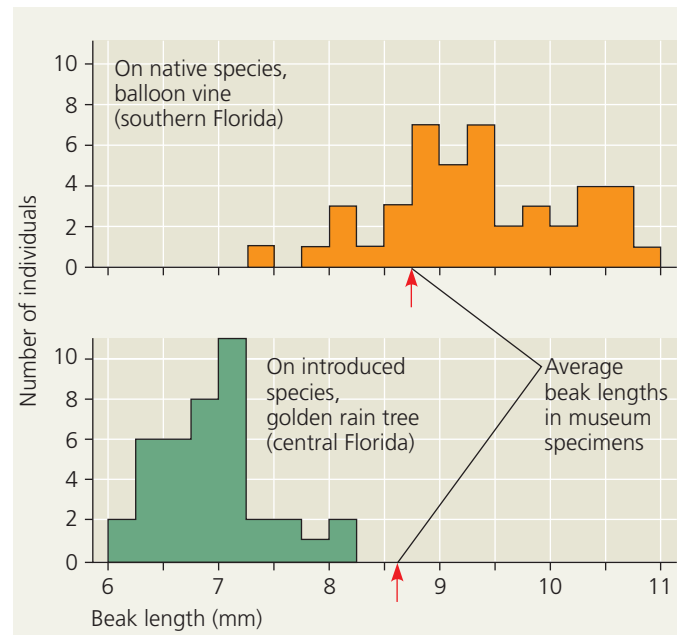 10
8
6
4
2
0
On native species,
balloon vine
(southern Florida)
Number of individuals
10
8
6
4
2
0
On introduced
species,
golden rain tree
(central Florida)
Average
beak lengths
in museum
specimens
6 7 8 9 10 11
Beak length (mm)